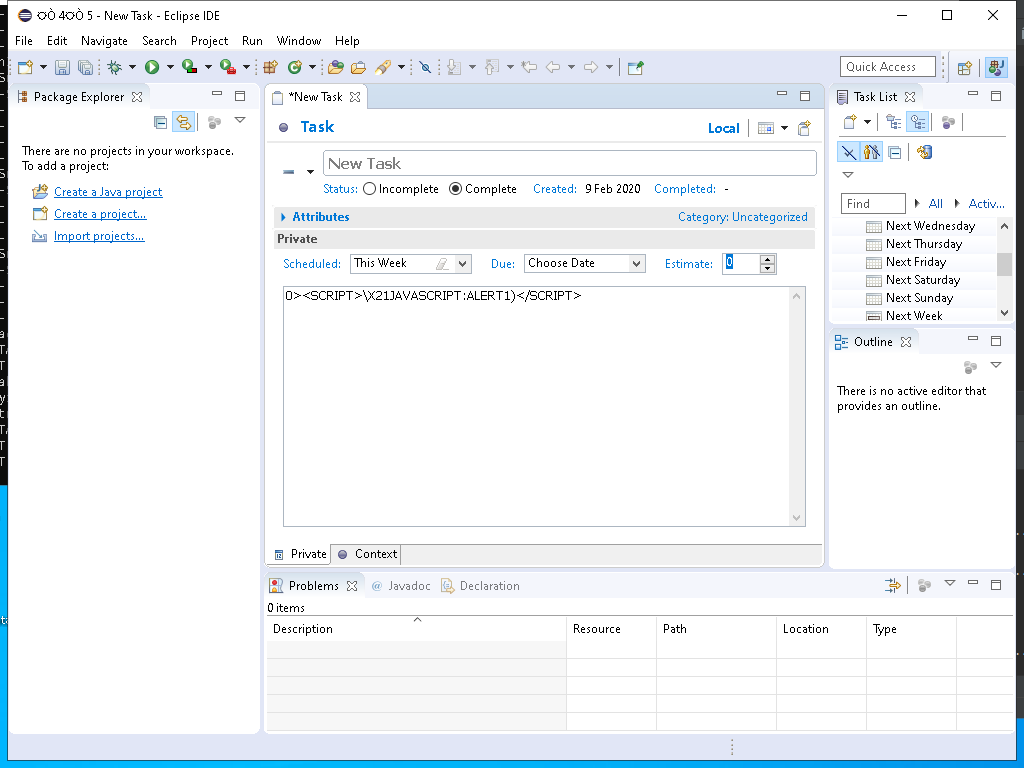 ѸÒ 4ѸÒ 5 - New Task - Eclipse IDE
File Edit Navigate Search Project Run Window Help
Quick Access
Package Explorer
There are no projects in your workspace.
To add a project:
Create a Java project
Create a project...
Import projects...
*New Task
Task
Local
New Task
Status: Incomplete Complete Created: 9 Feb 2020 Completed: -
Attributes Category: Uncategorized
Private
Scheduled: This Week Due: Choose Date Estimate: 0
0><SCRIPT>\X21JAVASCRIPT:ALERT1)</SCRIPT>
Private Context
Task List
Find All Activ...
Next Wednesday
Next Thursday
Next Friday
Next Saturday
Next Sunday
Next Week
Outline
There is no active editor that
provides an outline.
Problems @ Javadoc Declaration
0 items
Description Resource Path Location Type